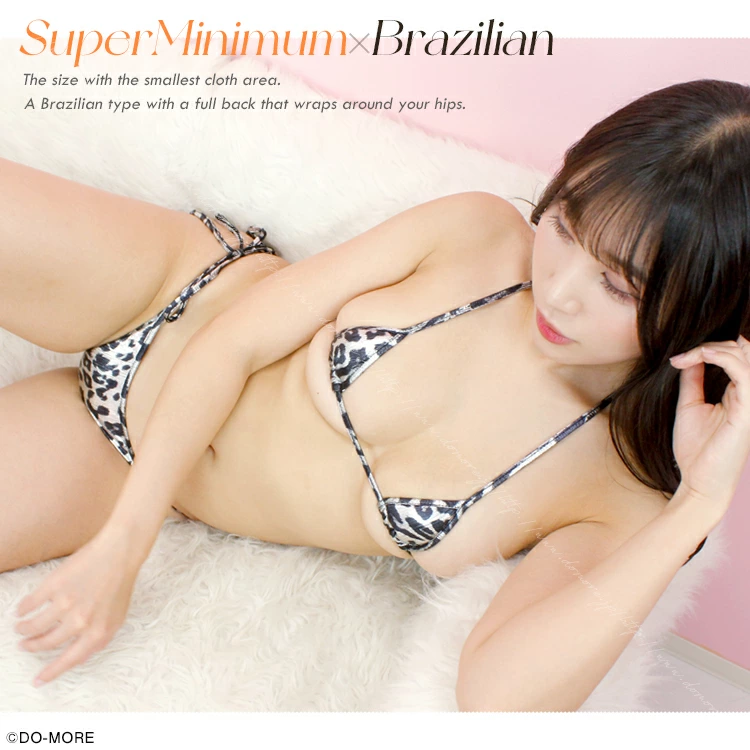 SuperMinimum×Brazilian
The size with the smallest cloth area.
A Brazilian type with a full back that wraps around your hips.
©DO-MORE